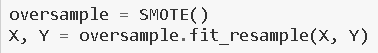 oversample = SMOTE()
X, Y = oversample.fit_resample(X, Y)